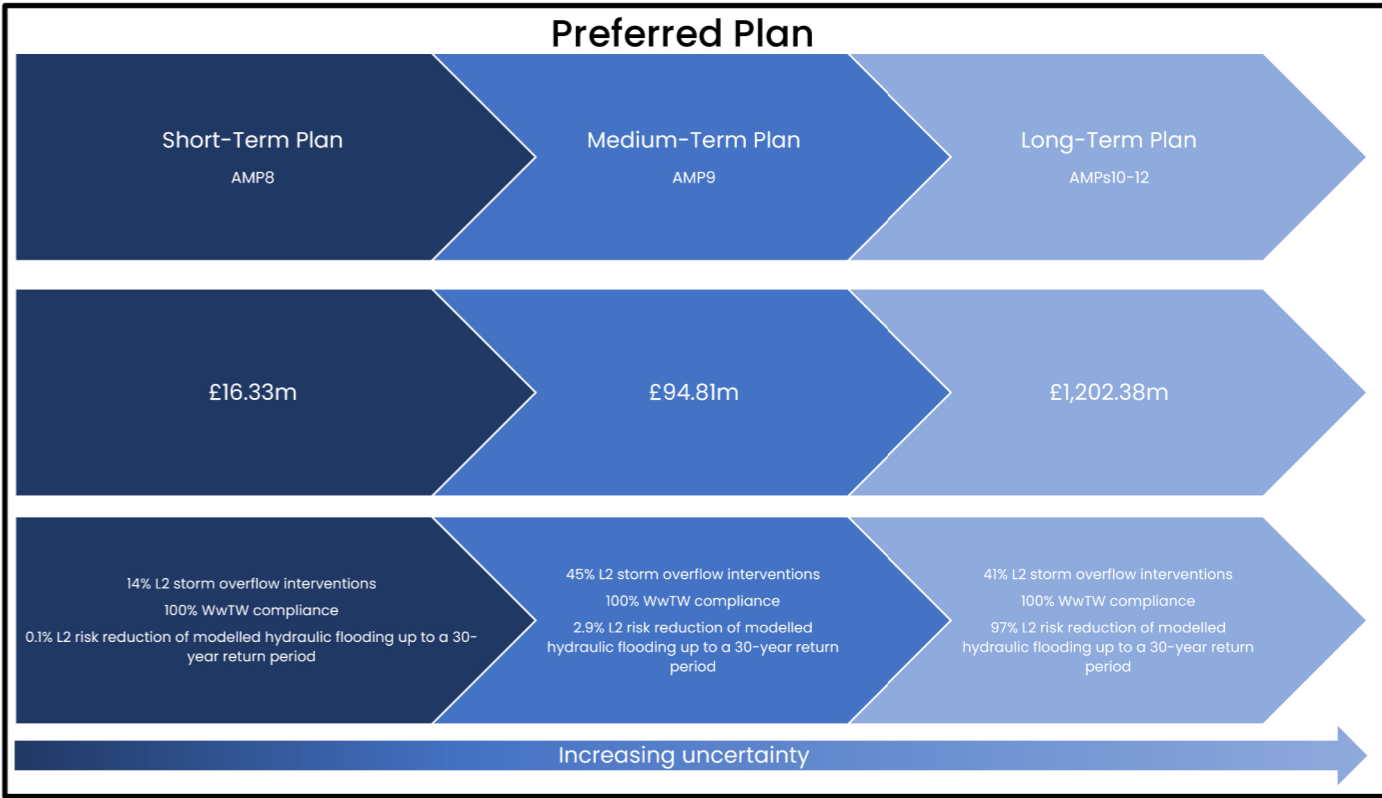 Preferred Plan
Short-Term Plan
AMP8
Medium-Term Plan
AMP9
Long-Term Plan
AMPs10-12
£16.33m
£94.81m
£1,202.38m
14% L2 storm overflow interventions
100% WwTW compliance
0.1% L2 risk reduction of modelled hydraulic flooding up to a 30-
year return period
45% L2 storm overflow interventions
100% WwTW compliance
2.9% L2 risk reduction of modelled
hydraulic flooding up to a 30-year return
period
41% L2 storm overflow interventions
100% WwTW compliance
97% L2 risk reduction of modelled
hydraulic flooding up to a 30-year return
period
Increasing uncertainty